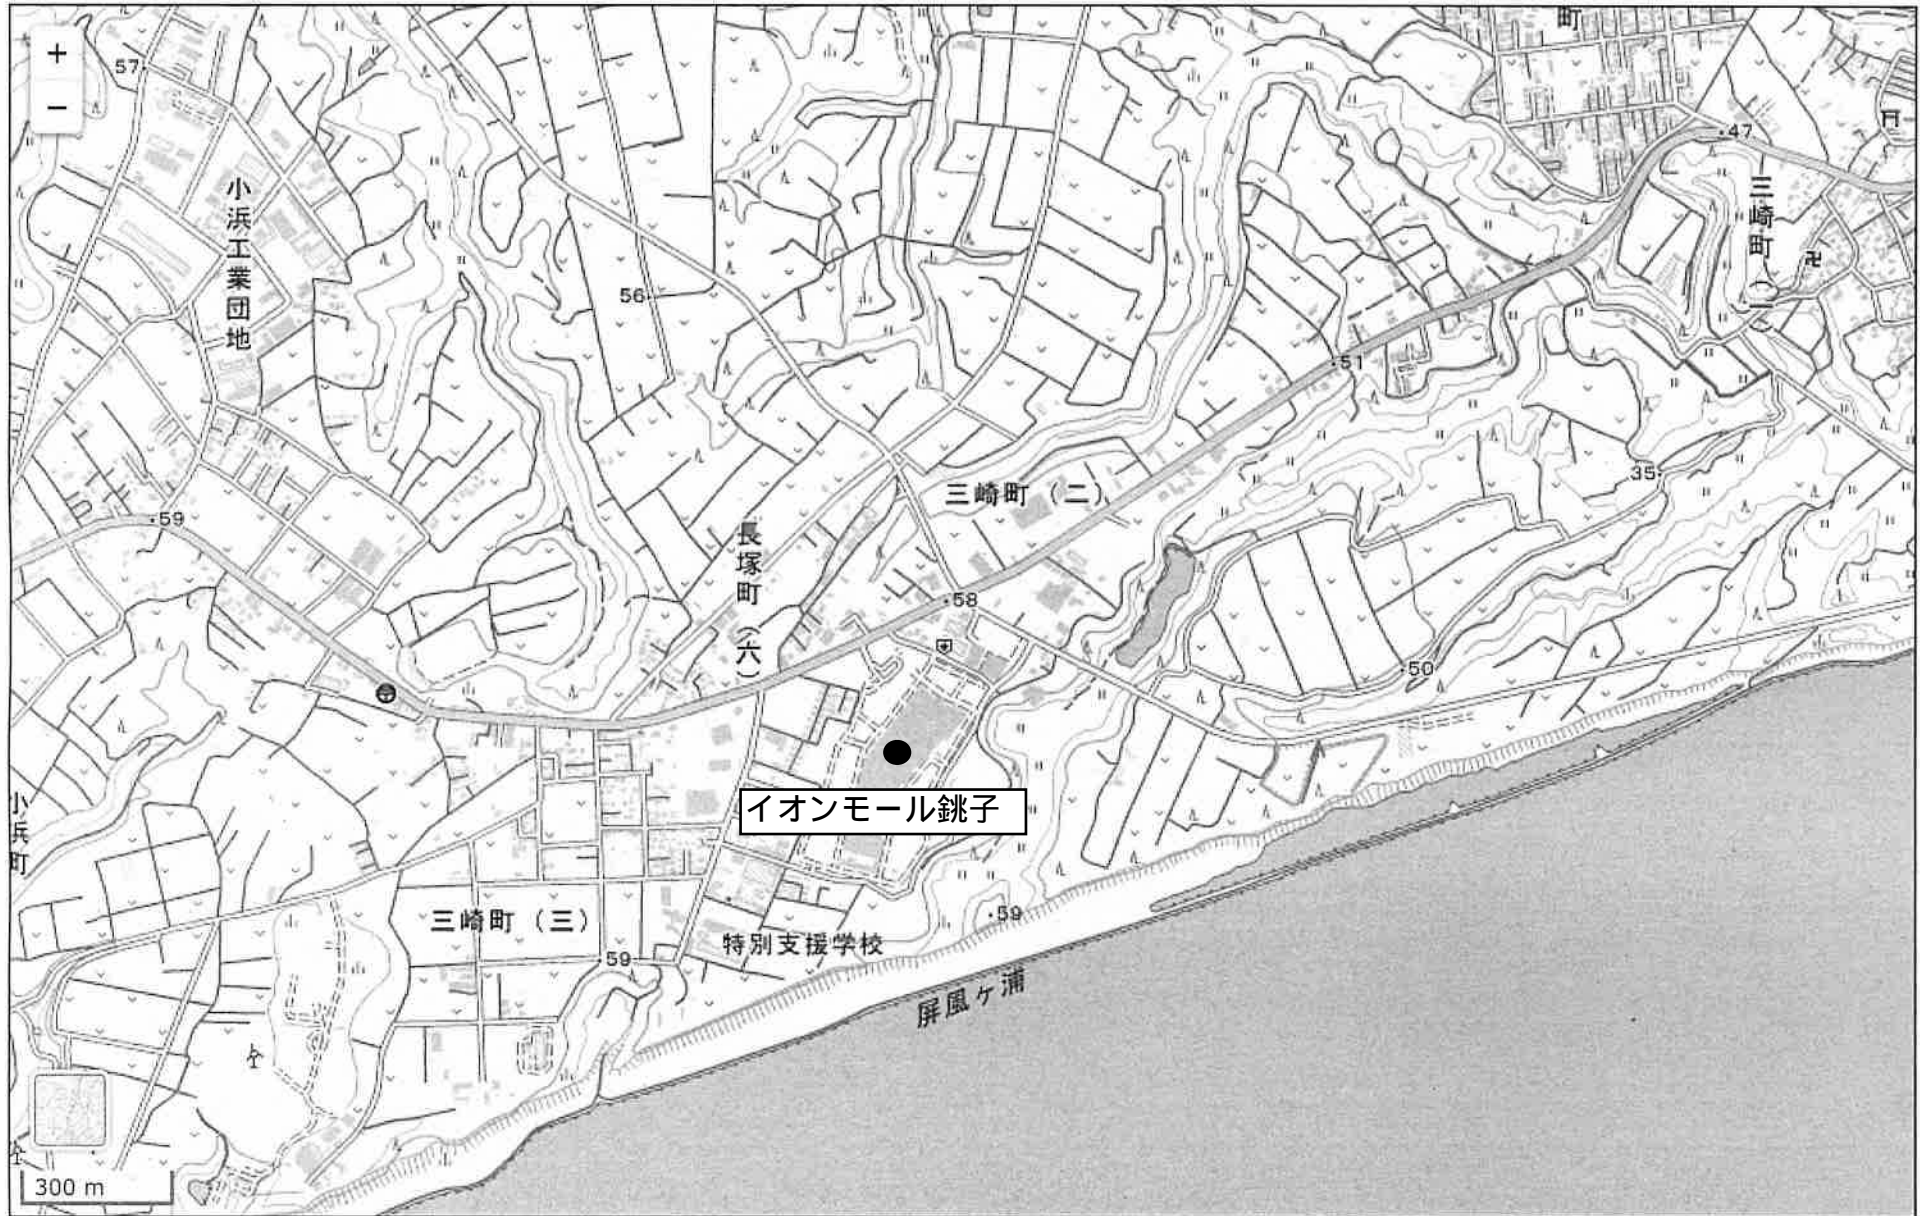 町
+
57
−
47
小浜工業団地
三崎町（一）
56
51
35
三崎町（二）
59
長塚町（六）
58
50
イオンモール銚子
小浜町
三崎町（三）
59
特別支援学校
59
屏風ヶ浦
300 m